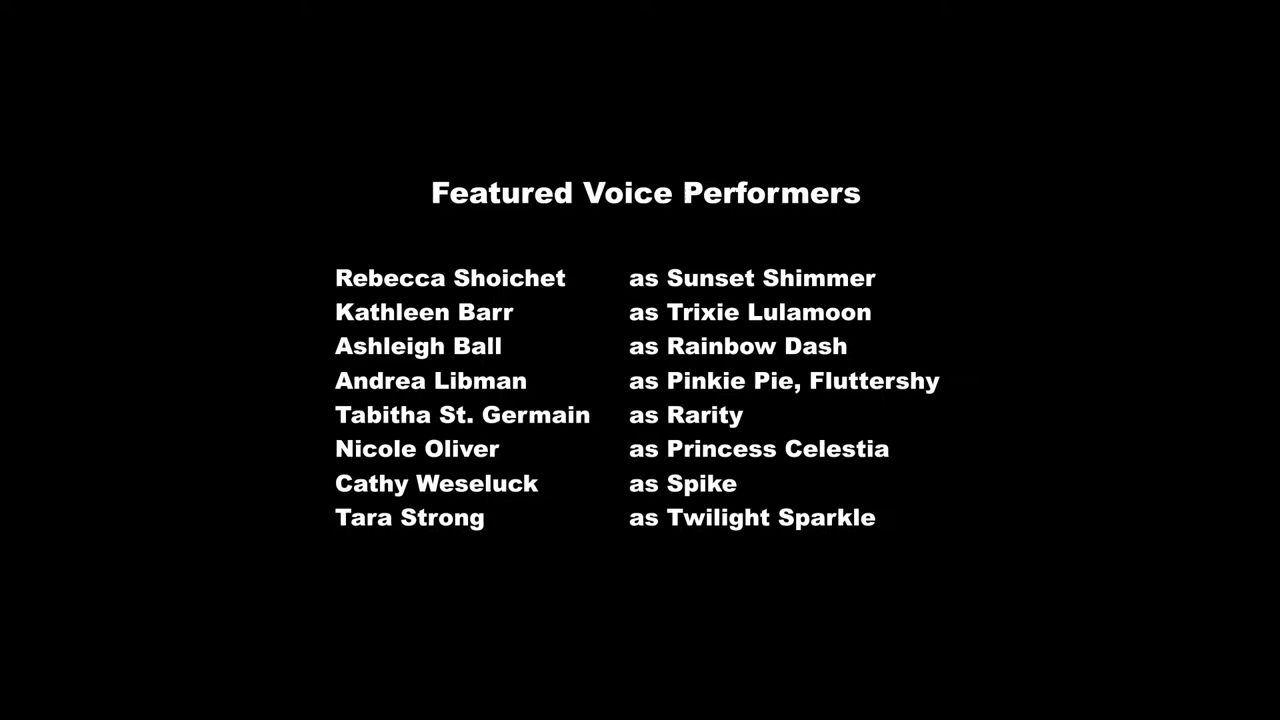 Featured Voice Performers
Rebecca Shoichet as Sunset Shimmer
Kathleen Barr as Trixie Lulamoon
Ashleigh Ball as Rainbow Dash
Andrea Libman as Pinkie Pie, Fluttershy
Tabitha St. Germain as Rarity
Nicole Oliver as Princess Celestia
Cathy Weseluck as Spike
Tara Strong as Twilight Sparkle